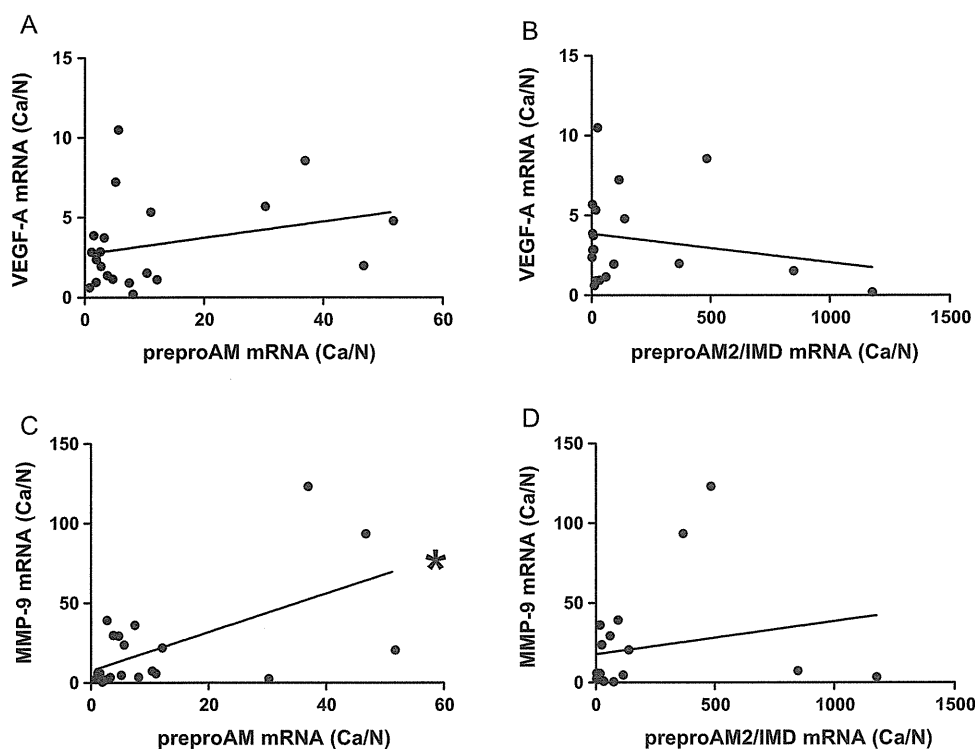 A
VEGF-A mRNA (Ca/N)
15
10
5
0
0 20 40 60
preproAM mRNA (Ca/N)
B
VEGF-A mRNA (Ca/N)
15
10
5
0
0 500 1000 1500
preproAM2/IMD mRNA (Ca/N)
C
MMP-9 mRNA (Ca/N)
150
100
50
0
0 20 40 60
preproAM mRNA (Ca/N)
*
D
MMP-9 mRNA (Ca/N)
150
100
50
0
0 500 1000 1500
preproAM2/IMD mRNA (Ca/N)